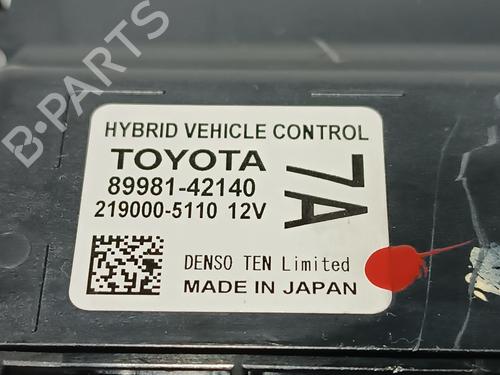 B-PARTS
HYBRID VEHICLE CONTROL
TOYOTA
89981-42140
219000-5110 12V
7A
DENSO TEN Limited
MADE IN JAPAN